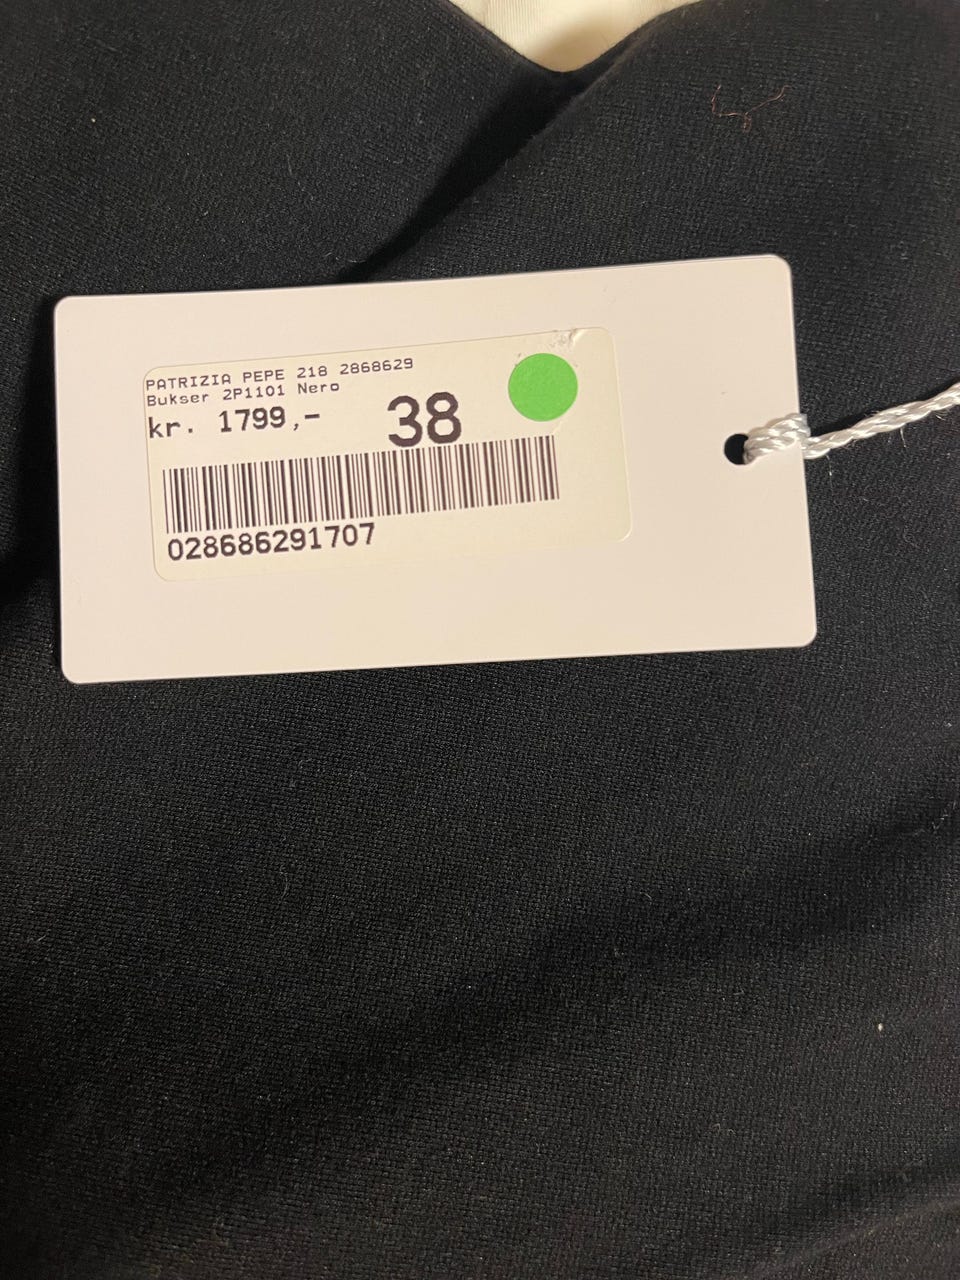 PATRIZIA PEPE 218 2868629
Bukser 2P1101 Nero
kr. 1799,- 38
028686291707